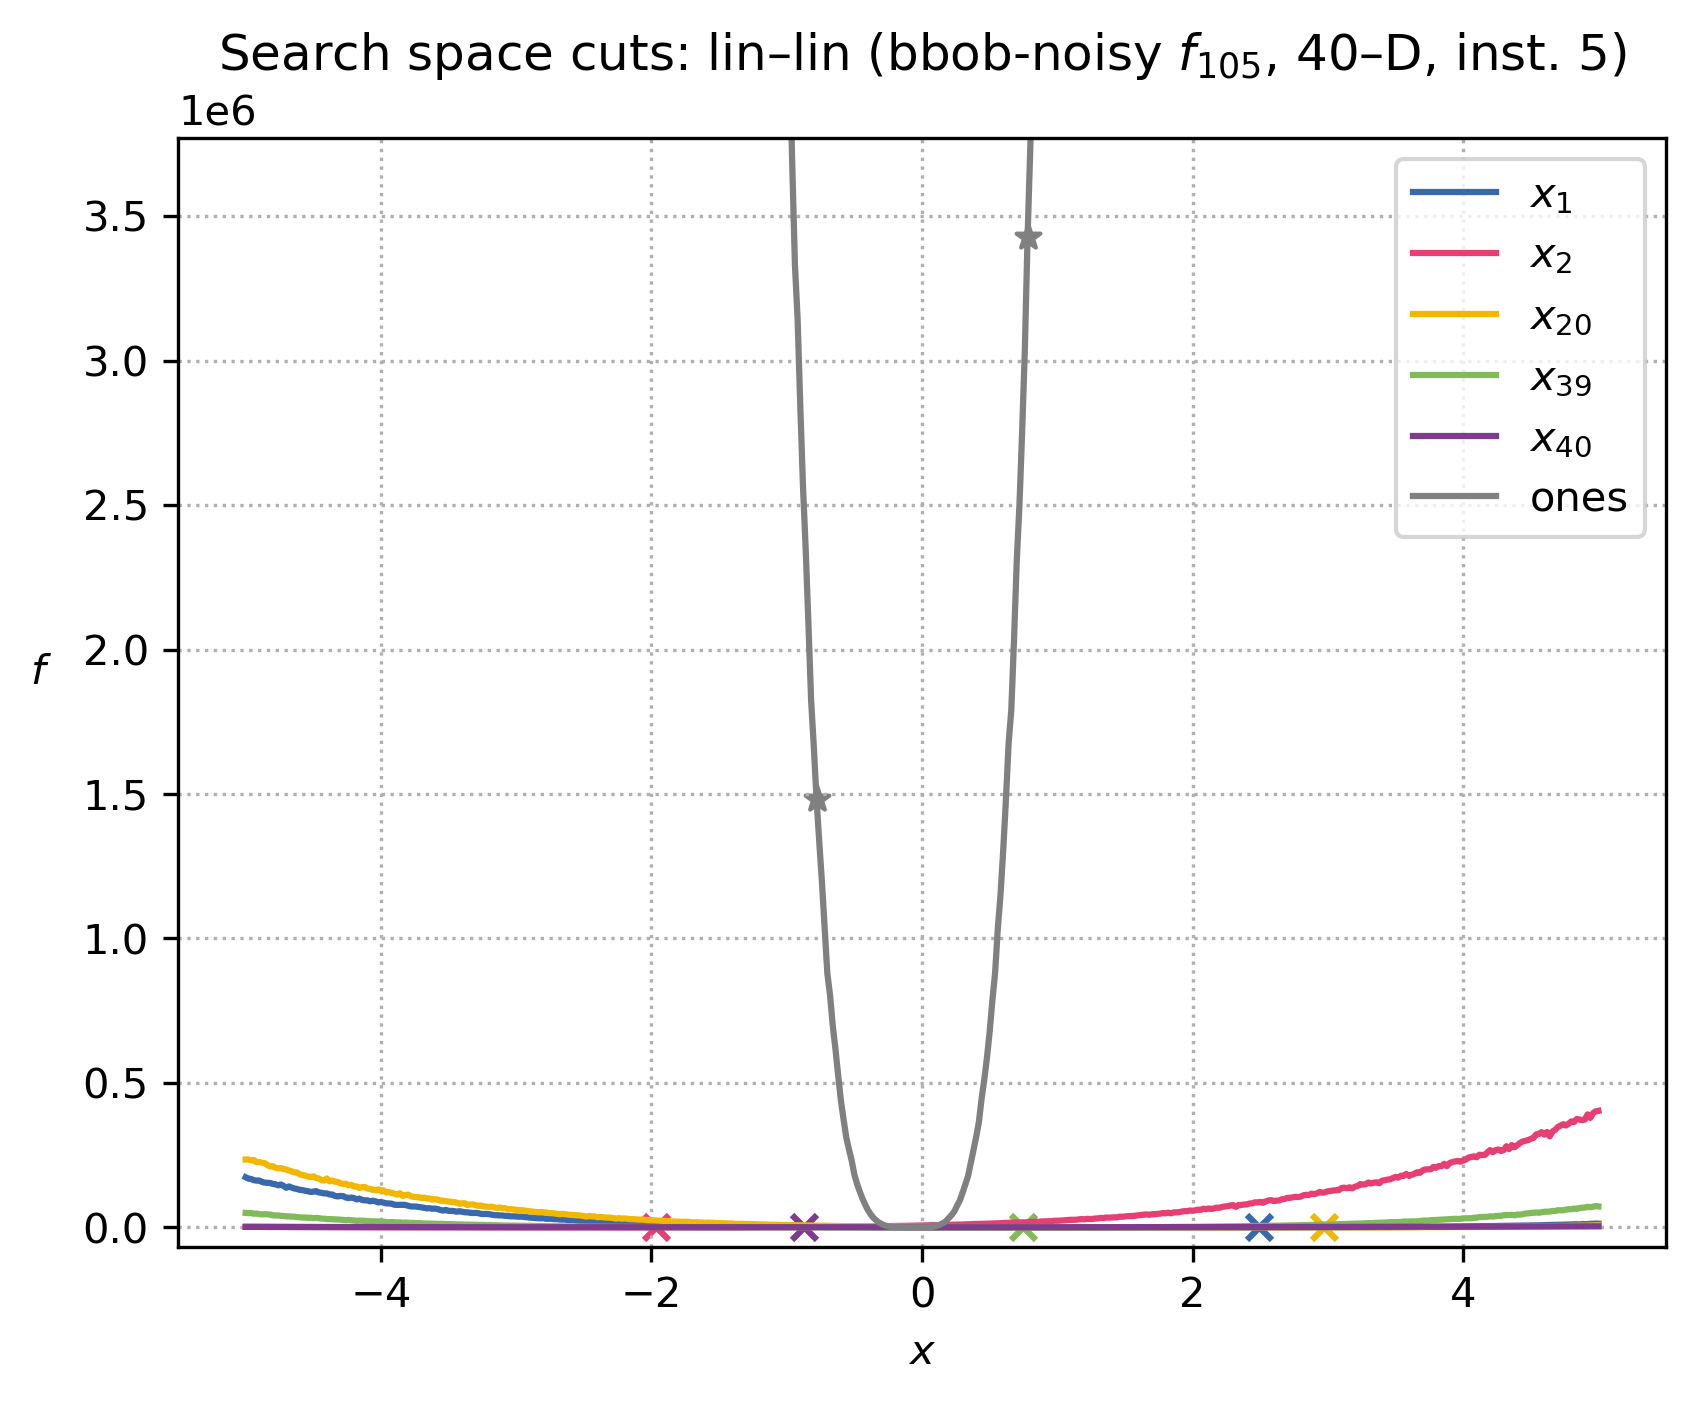 Search space cuts: lin–lin (bbob-noisy f₁₀₅, 40–D, inst. 5)
1e6
3.5
3.0
2.5
2.0
1.5
1.0
0.5
0.0
f
−4
−2
0
2
4
x
x₁
x₂
x₂₀
x₃₉
x₄₀
ones